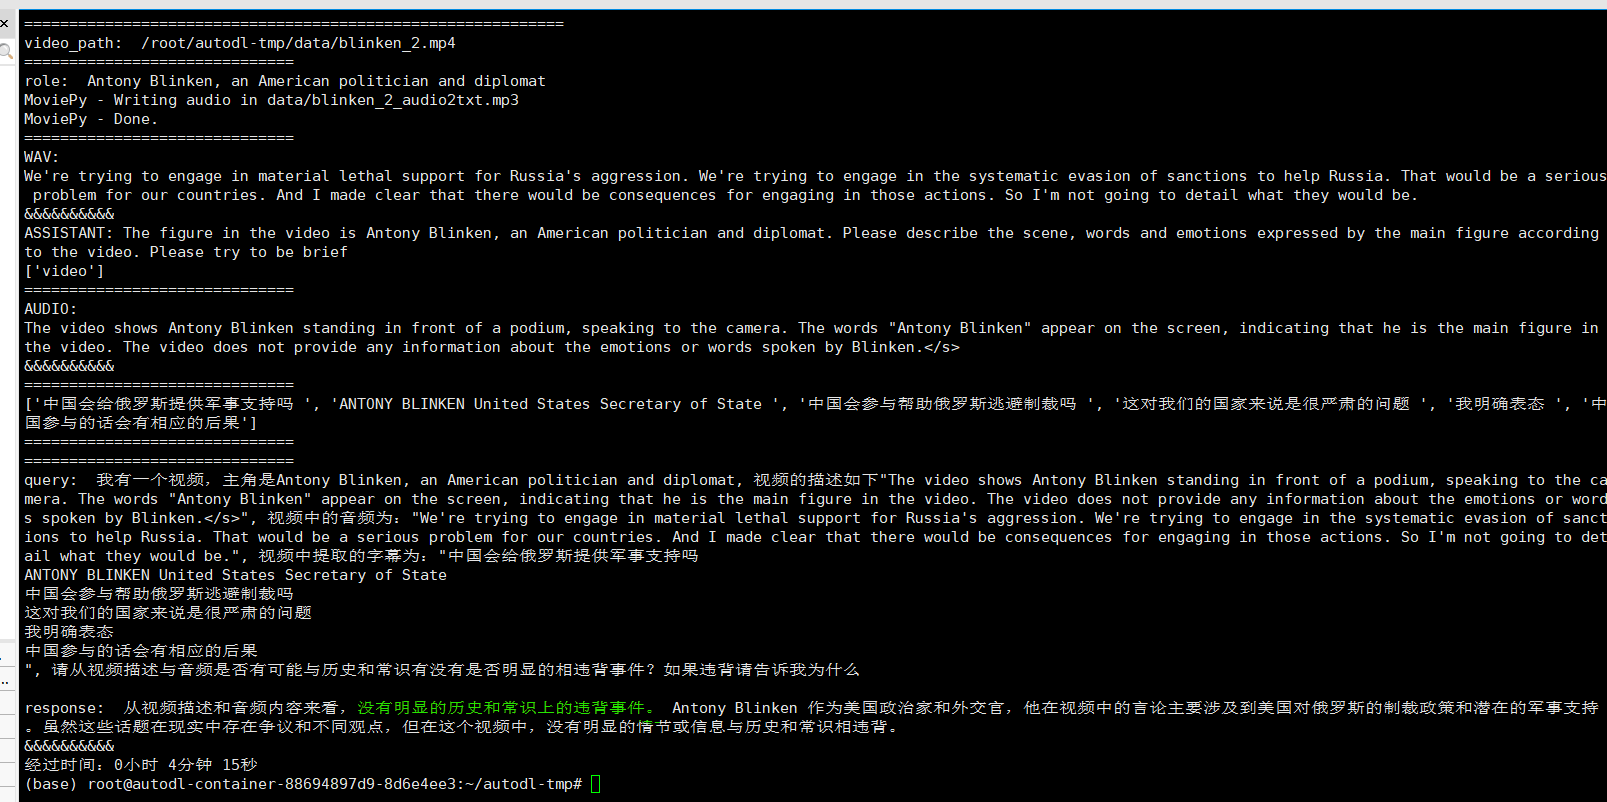 ============================================================
video_path:  /root/autodl-tmp/data/blinken_2.mp4
==============================
role:  Antony Blinken, an American politician and diplomat
MoviePy - Writing audio in data/blinken_2_audio2txt.mp3
MoviePy - Done.
==============================
WAV:
We're trying to engage in material lethal support for Russia's aggression. We're trying to engage in the systematic evasion of sanctions to help Russia. That would be a serious
 problem for our countries. And I made clear that there would be consequences for engaging in those actions. So I'm not going to detail what they would be.
&&&&&&&&&&
ASSISTANT: The figure in the video is Antony Blinken, an American politician and diplomat. Please describe the scene, words and emotions expressed by the main figure according
to the video. Please try to be brief
['video']
==============================
AUDIO:
The video shows Antony Blinken standing in front of a podium, speaking to the camera. The words "Antony Blinken" appear on the screen, indicating that he is the main figure in
the video. The video does not provide any information about the emotions or words spoken by Blinken.</s>
&&&&&&&&&&
==============================
['中国会给俄罗斯提供军事支持吗 ', 'ANTONY BLINKEN United States Secretary of State ', '中国会参与帮助俄罗斯逃避制裁吗 ', '这对我们的国家来说是很严肃的问题 ', '我明确表态 ', '中
国参与的话会有相应的后果']
==============================
==============================
query:  我有一个视频，主角是Antony Blinken, an American politician and diplomat, 视频的描述如下"The video shows Antony Blinken standing in front of a podium, speaking to the ca
mera. The words "Antony Blinken" appear on the screen, indicating that he is the main figure in the video. The video does not provide any information about the emotions or word
s spoken by Blinken.</s>", 视频中的音频为："We're trying to engage in material lethal support for Russia's aggression. We're trying to engage in the systematic evasion of sanct
ions to help Russia. That would be a serious problem for our countries. And I made clear that there would be consequences for engaging in those actions. So I'm not going to det
ail what they would be.", 视频中提取的字幕为："中国会给俄罗斯提供军事支持吗
ANTONY BLINKEN United States Secretary of State
中国会参与帮助俄罗斯逃避制裁吗
这对我们的国家来说是很严肃的问题
我明确表态
中国参与的话会有相应的后果
", 请从视频描述与音频是否有可能与历史和常识有没有是否明显的相违背事件？如果违背请告诉我为什么
response:  从视频描述和音频内容来看，没有明显的历史和常识上的违背事件。 Antony Blinken 作为美国政治家和外交官，他在视频中的言论主要涉及到美国对俄罗斯的制裁政策和潜在的军事支持
。虽然这些话题在现实中存在争议和不同观点，但在这个视频中，没有明显的情节或信息与历史和常识相违背。
&&&&&&&&&&
经过时间：0小时 4分钟 15秒
(base) root@autodl-container-88694897d9-8d6e4ee3:~/autodl-tmp#